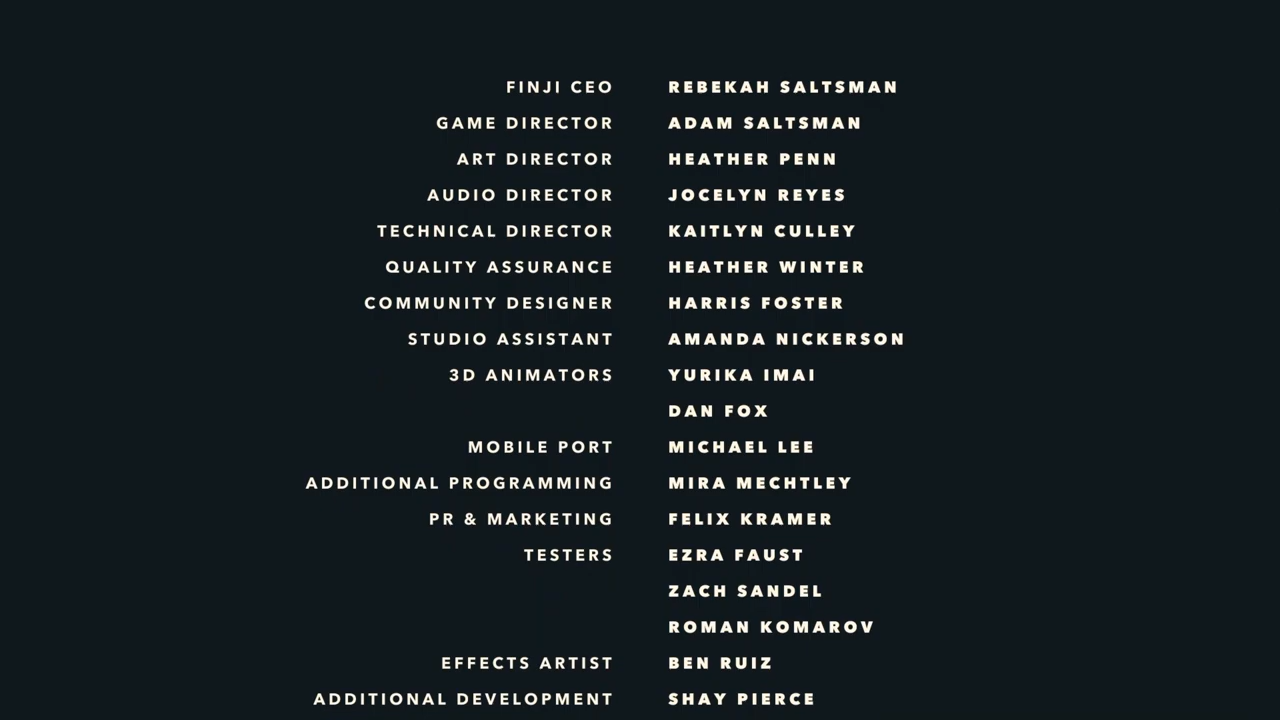 FINJI CEO REBEKAH SALTSMAN
GAME DIRECTOR ADAM SALTSMAN
ART DIRECTOR HEATHER PENN
AUDIO DIRECTOR JOCELYN REYES
TECHNICAL DIRECTOR KAITLYN CULLEY
QUALITY ASSURANCE HEATHER WINTER
COMMUNITY DESIGNER HARRIS FOSTER
STUDIO ASSISTANT AMANDA NICKERSON
3D ANIMATORS YURIKA IMAI
DAN FOX
MOBILE PORT MICHAEL LEE
ADDITIONAL PROGRAMMING MIRA MECHTLEY
PR & MARKETING FELIX KRAMER
TESTERS EZRA FAUST
ZACH SANDEL
ROMAN KOMAROV
EFFECTS ARTIST BEN RUIZ
ADDITIONAL DEVELOPMENT SHAY PIERCE